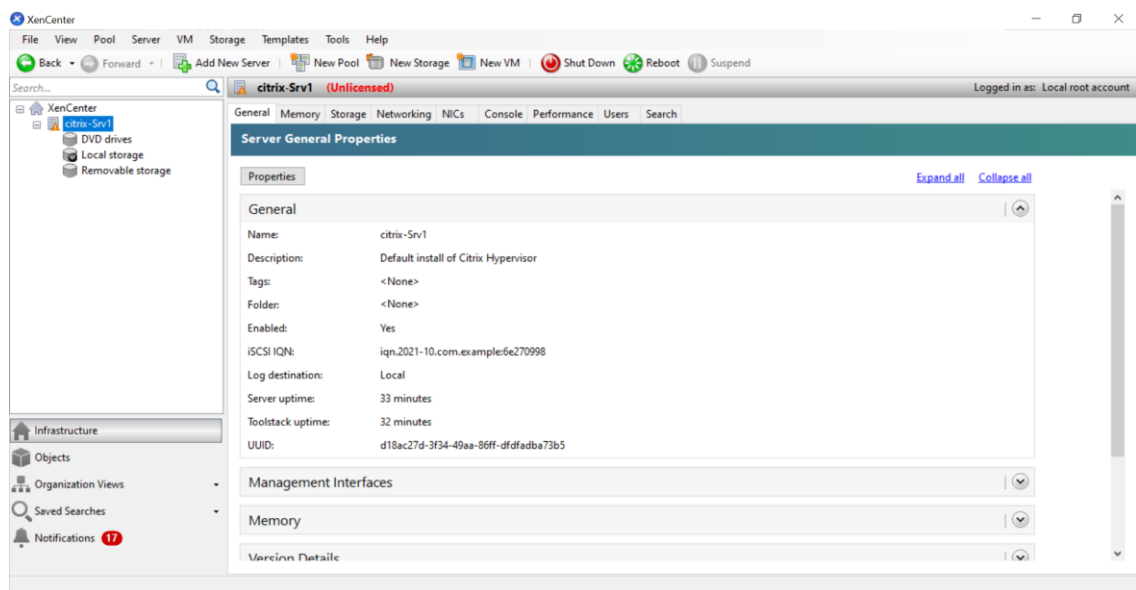 XenCenter
File View Pool Server VM Storage Templates Tools Help
Back Forward Add New Server New Pool New Storage New VM Shut Down Reboot Suspend
Search...
citrix-Srv1 (Unlicensed) Logged in as: Local root account
XenCenter
citrix-Srv1
DVD drives
Local storage
Removable storage
General Memory Storage Networking NICs Console Performance Users Search
Server General Properties
Properties Expand all Collapse all
General
Name: citrix-Srv1
Description: Default install of Citrix Hypervisor
Tags: <None>
Folder: <None>
Enabled: Yes
iSCSI IQN: iqn.2021-10.com.example:6e270998
Log destination: Local
Server uptime: 33 minutes
Toolstack uptime: 32 minutes
UUID: d18ac27d-3f34-49aa-86ff-dfdfadba73b5
Management Interfaces
Memory
Version Details
Infrastructure
Objects
Organization Views
Saved Searches
Notifications 17